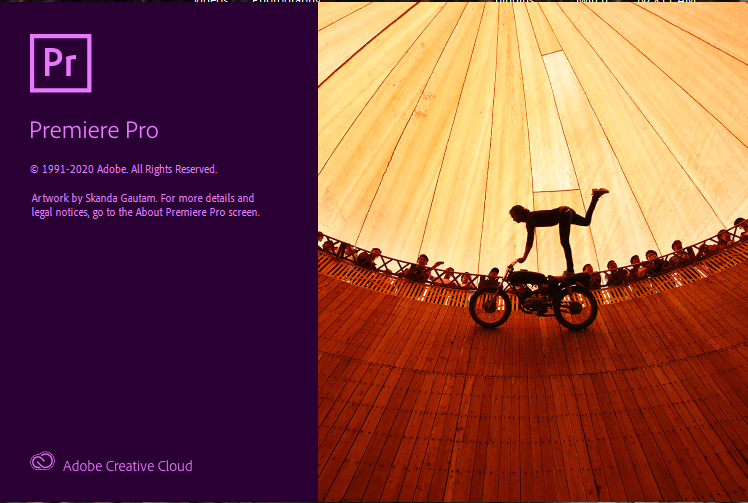 Pr
Premiere Pro
© 1991-2020 Adobe. All Rights Reserved.
Artwork by Skanda Gautam. For more details and
legal notices, go to the About Premiere Pro screen.
Adobe Creative Cloud